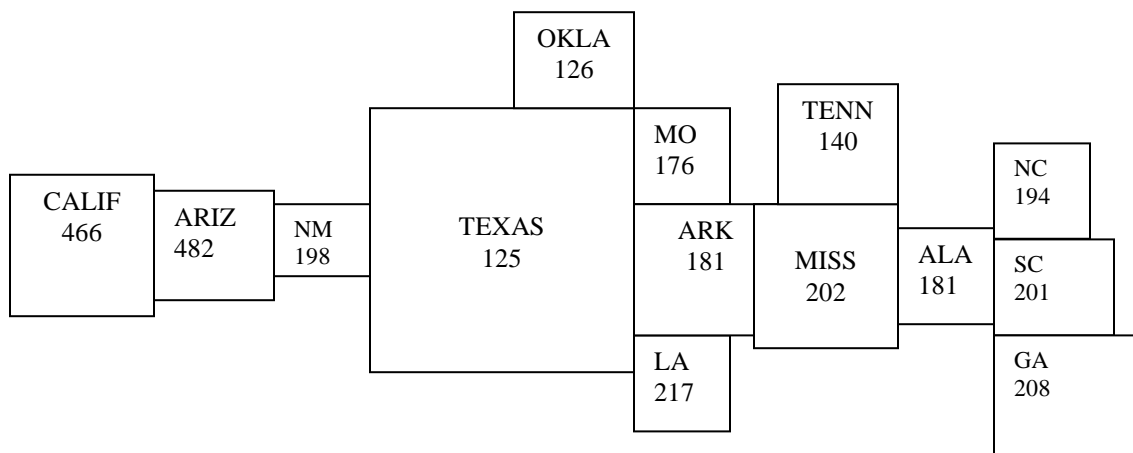 OKLA
126
TENN
140
MO
176
NC
194
CALIF
466
ARIZ
482
NM
198
TEXAS
125
ARK
181
MISS
202
ALA
181
SC
201
LA
217
GA
208